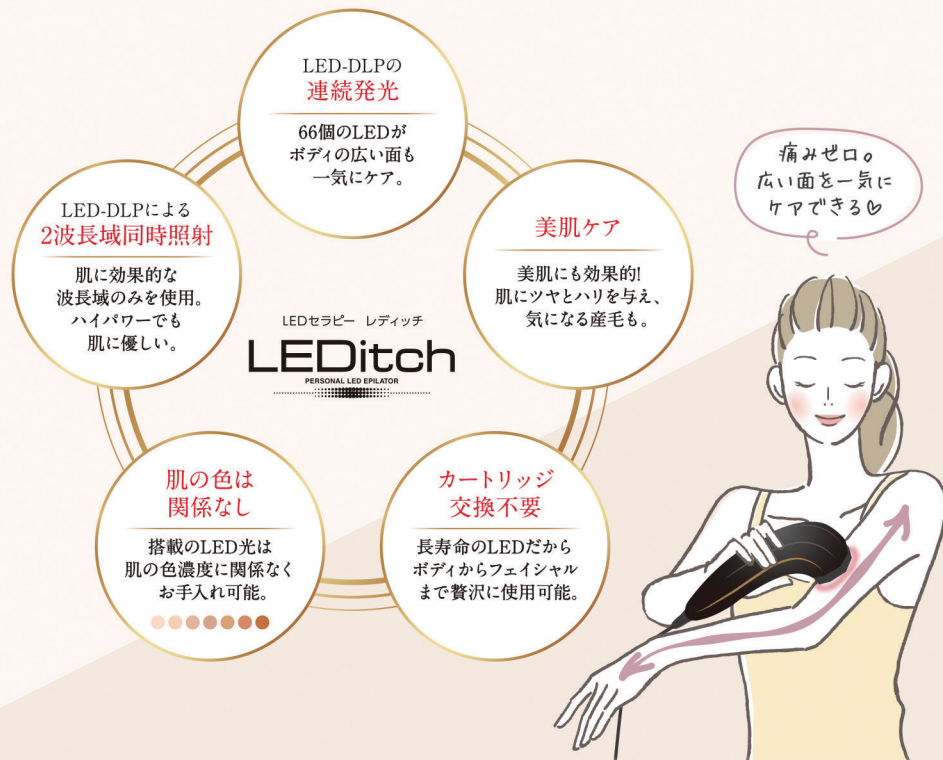 LED-DLPの
連続発光
66個のLEDが
ボディの広い面も
一気にケア。
LED-DLPによる
2波長域同時照射
肌に効果的な
波長域のみを使用。
ハイパワーでも
肌に優しい。
美肌ケア
美肌にも効果的!
肌にツヤとハリを与え、
気になる産毛も。
痛みゼロ。
広い面を一気に
ケアできる♡
LEDセラピー レディッチ
LEDitch
PERSONAL LED EPILATOR
肌の色は
関係なし
搭載のLED光は
肌の色濃度に関係なく
お手入れ可能。
カートリッジ
交換不要
長寿命のLEDだから
ボディからフェイシャル
まで贅沢に使用可能。